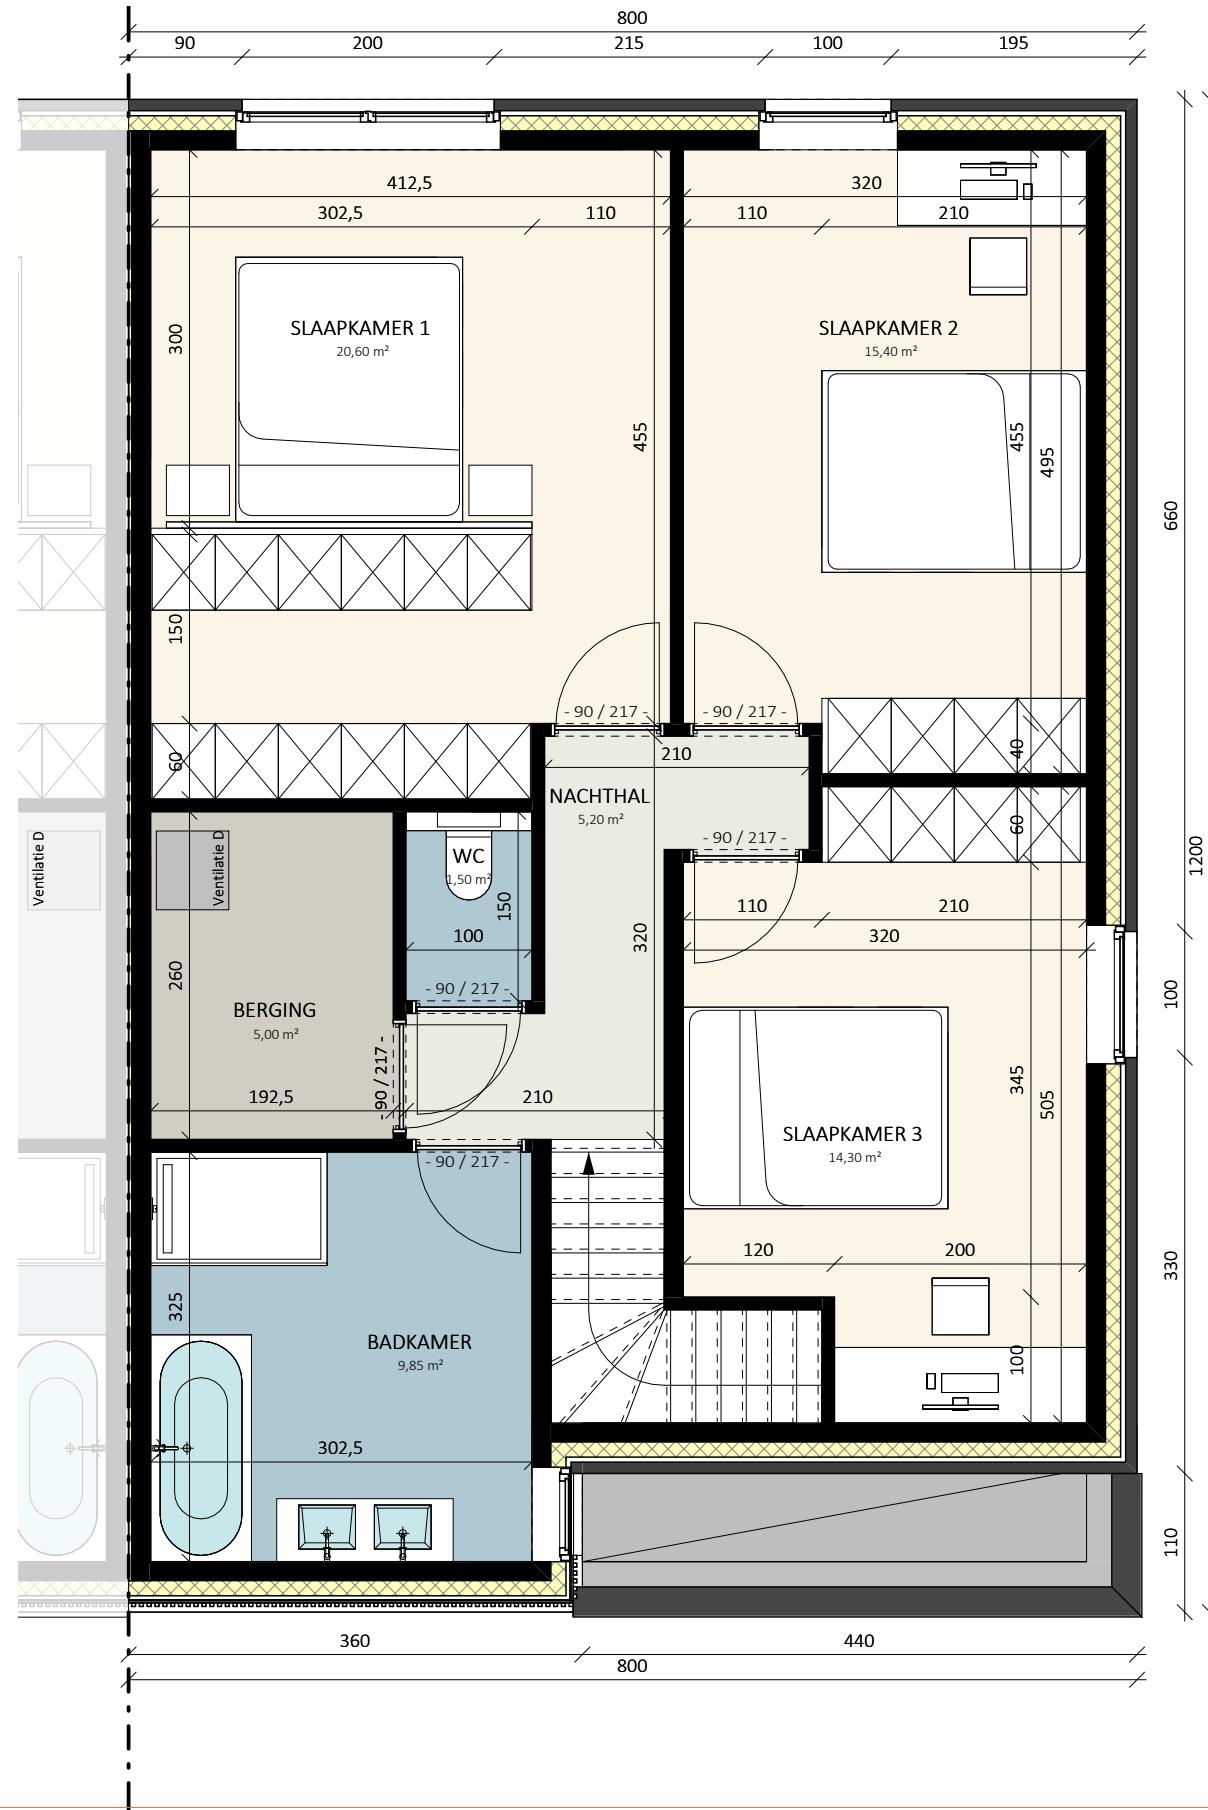 800
90 200 215 100 195
412,5 320
302,5 110 110 210
SLAAPKAMER 1
20,60 m²
SLAAPKAMER 2
15,40 m²
300
455
455
495
660
150
- 90 / 217 - - 90 / 217 -
60
210
40
NACHTHAL
5,20 m²
60
- 90 / 217 -
Ventilatie D
Ventilatie D
WC
1,50 m²
150
1200
110 210
100
320
320
260
- 90 / 217 -
100
BERGING
5,00 m²
- 90 / 217 -
192,5
210
345
505
SLAAPKAMER 3
14,30 m²
- 90 / 217 -
120 200
325
330
BADKAMER
9,85 m²
100
302,5
110
360 440
800